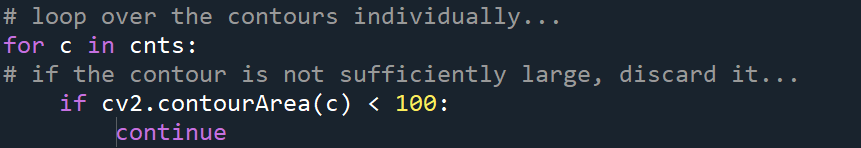 # loop over the contours individually...
for c in cnts:
# if the contour is not sufficiently large, discard it...
    if cv2.contourArea(c) < 100:
        continue